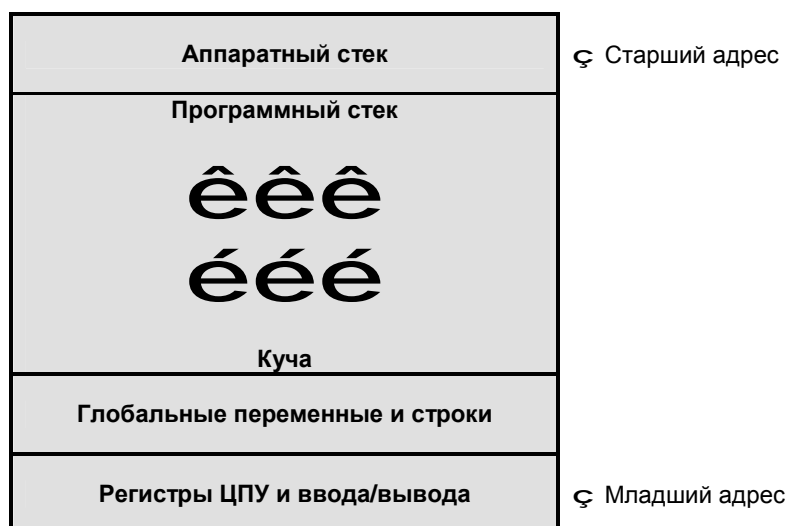 Аппаратный стек
ç Старший адрес
Программный стек
êêê
ééé
Куча
Глобальные переменные и строки
Регистры ЦПУ и ввода/вывода
ç Младший адрес